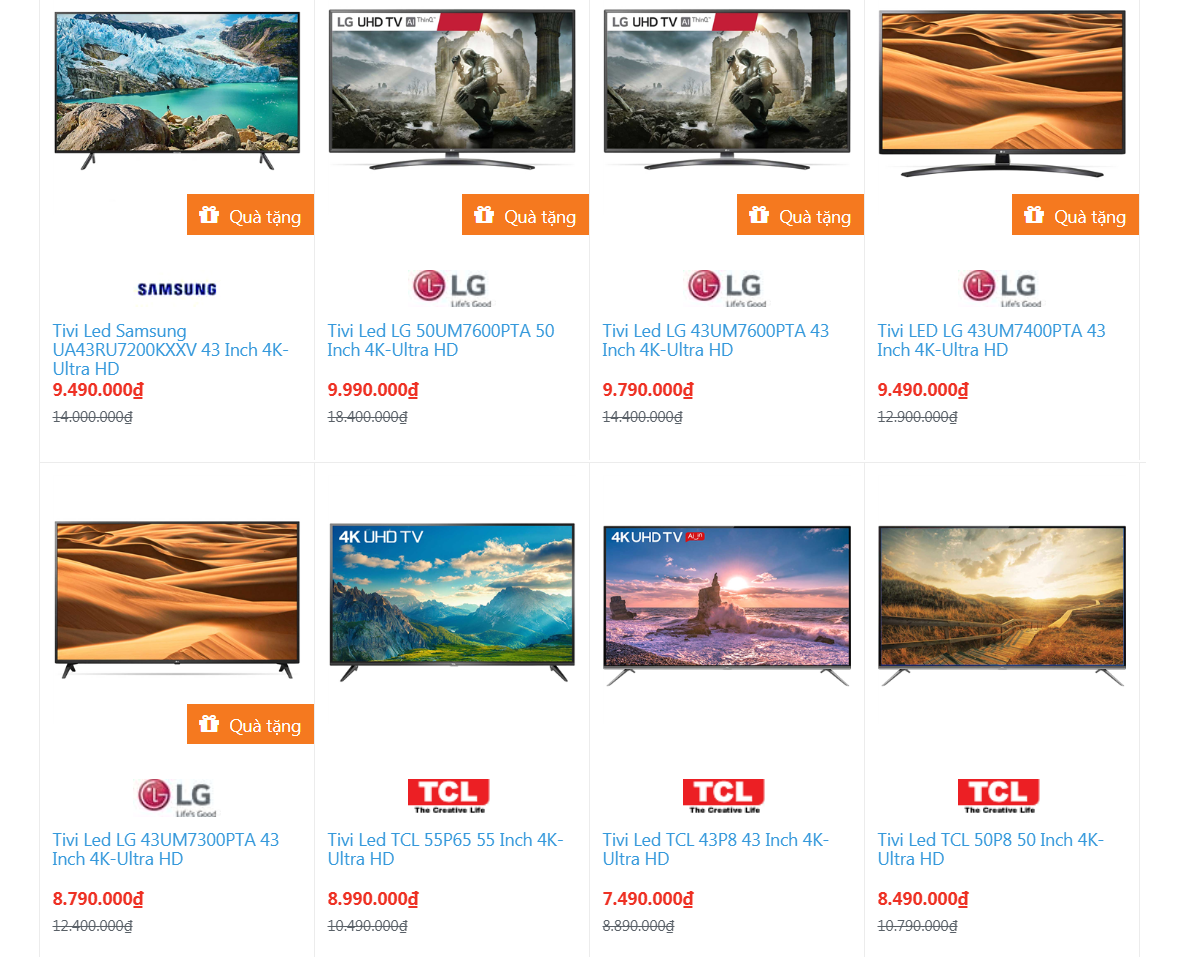 LG UHD TV AI ThinQ
LG UHD TV AI ThinQ
Quà tặng
Quà tặng
Quà tặng
Quà tặng
SAMSUNG
LG
Life's Good
LG
Life's Good
LG
Life's Good
Tivi Led Samsung
UA43RU7200KXXV 43 Inch 4K-
Ultra HD
9.490.000₫
14.000.000₫
Tivi Led LG 50UM7600PTA 50
Inch 4K-Ultra HD
9.990.000₫
18.400.000₫
Tivi Led LG 43UM7600PTA 43
Inch 4K-Ultra HD
9.790.000₫
14.400.000₫
Tivi LED LG 43UM7400PTA 43
Inch 4K-Ultra HD
9.490.000₫
12.900.000₫
4K UHD TV
4K UHD TV Ai_in
Quà tặng
LG
Life's Good
TCL
The Creative Life
TCL
The Creative Life
TCL
The Creative Life
Tivi Led LG 43UM7300PTA 43
Inch 4K-Ultra HD
8.790.000₫
12.400.000₫
Tivi Led TCL 55P65 55 Inch 4K-
Ultra HD
8.990.000₫
10.490.000₫
Tivi Led TCL 43P8 43 Inch 4K-
Ultra HD
7.490.000₫
8.890.000₫
Tivi Led TCL 50P8 50 Inch 4K-
Ultra HD
8.490.000₫
10.790.000₫